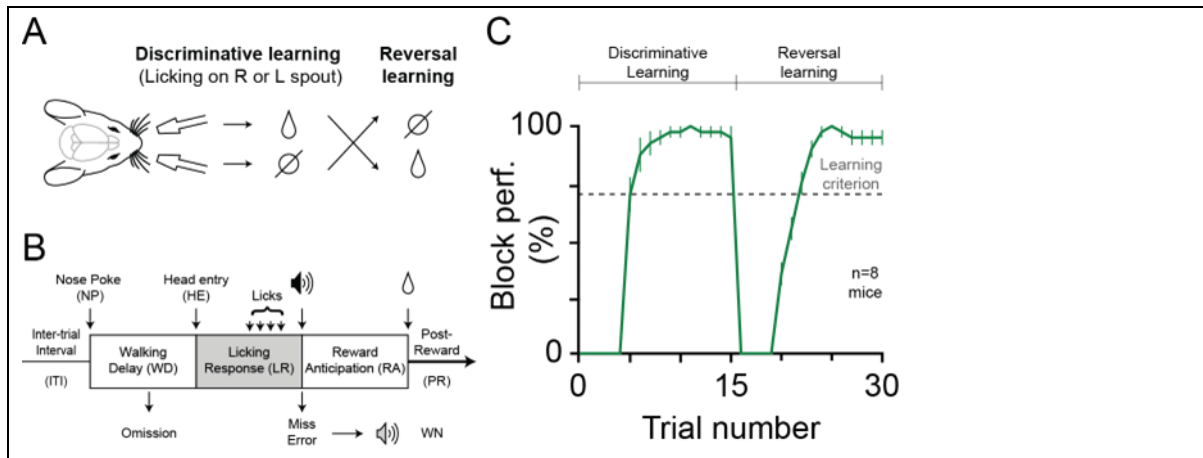 A
Discriminative learning
(Licking on R or L spout)
Reversal
learning
B
Nose Poke
(NP)
Head entry
(HE)
Licks
Inter-trial
Interval
(ITI)
Walking
Delay (WD)
Licking
Response (LR)
Reward
Anticipation (RA)
Post-
Reward
(PR)
Omission
Miss
Error
WN
C
Discriminative
Learning
Reversal
learning
100
0
Block perf.
(%)
Learning
criterion
n=8
mice
0
15
30
Trial number